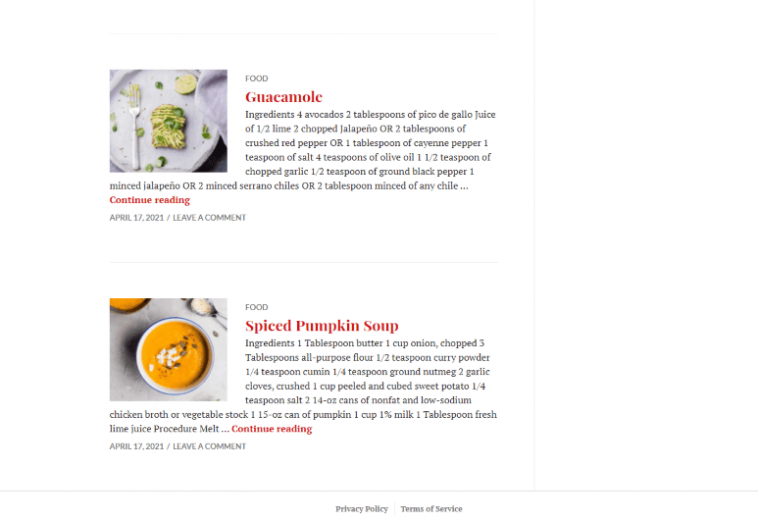 FOOD
Guacamole
Ingredients 4 avocados 2 tablespoons of pico de gallo Juice
of 1/2 lime 2 chopped Jalapeño OR 2 tablespoons of
crushed red pepper OR 1 tablespoon of cayenne pepper 1
teaspoon of salt 4 teaspoons of olive oil 1 1/2 teaspoon of
chopped garlic 1/2 teaspoon of ground black pepper 1
minced jalapeño OR 2 minced serrano chiles OR 2 tablespoon minced of any chile ...
Continue reading
APRIL 17, 2021 / LEAVE A COMMENT
FOOD
Spiced Pumpkin Soup
Ingredients 1 Tablespoon butter 1 cup onion, chopped 3
Tablespoons all-purpose flour 1/2 teaspoon curry powder
1/4 teaspoon cumin 1/4 teaspoon ground nutmeg 2 garlic
cloves, crushed 1 cup peeled and cubed sweet potato 1/4
teaspoon salt 2 14-oz cans of nonfat and low-sodium
chicken broth or vegetable stock 1 15-oz can of pumpkin 1 cup 1% milk 1 Tablespoon fresh
lime juice Procedure Melt ... Continue reading
APRIL 17, 2021 / LEAVE A COMMENT
Privacy Policy | Terms of Service